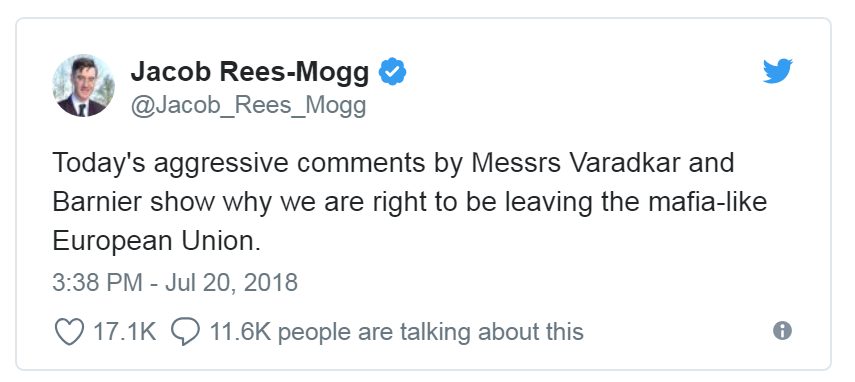 Jacob Rees-Mogg
@Jacob_Rees_Mogg
Today's aggressive comments by Messrs Varadkar and
Barnier show why we are right to be leaving the mafia-like
European Union.
3:38 PM - Jul 20, 2018
17.1K 11.6K people are talking about this